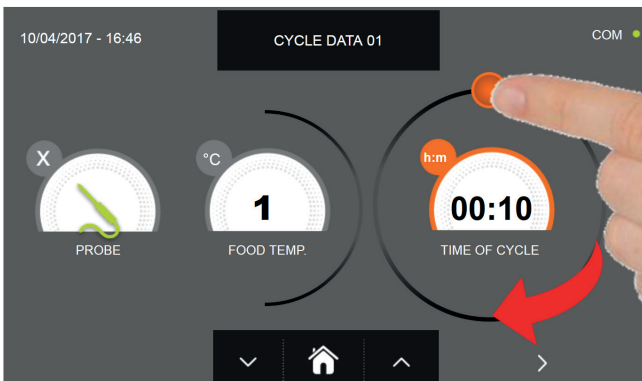 10/04/2017 - 16:46
CYCLE DATA 01
COM
X
°C
h:m
1
00:10
PROBE
FOOD TEMP.
TIME OF CYCLE